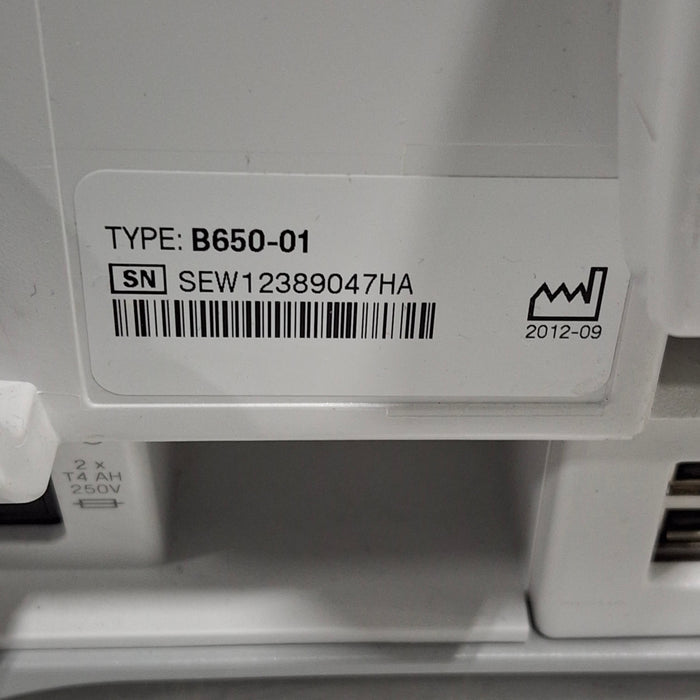 TYPE: B650-01
SN SEW12389047HA
2012-09
2 x
T4 AH
250V